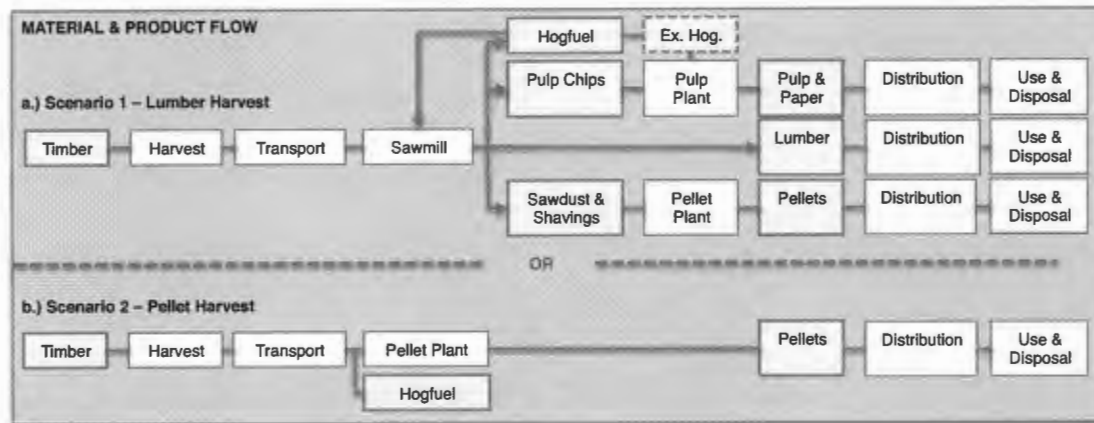 MATERIAL & PRODUCT FLOW
Hogfuel
Ex. Hog.
Pulp Chips
Pulp
Plant
Pulp &
Paper
Distribution
Use &
Disposal
a.) Scenario 1 – Lumber Harvest
Timber
Harvest
Transport
Sawmill
Lumber
Distribution
Use &
Disposal
Sawdust &
Shavings
Pellet
Plant
Pellets
Distribution
Use &
Disposal
OR
b.) Scenario 2 – Pellet Harvest
Timber
Harvest
Transport
Pellet Plant
Pellets
Distribution
Use &
Disposal
Hogfuel